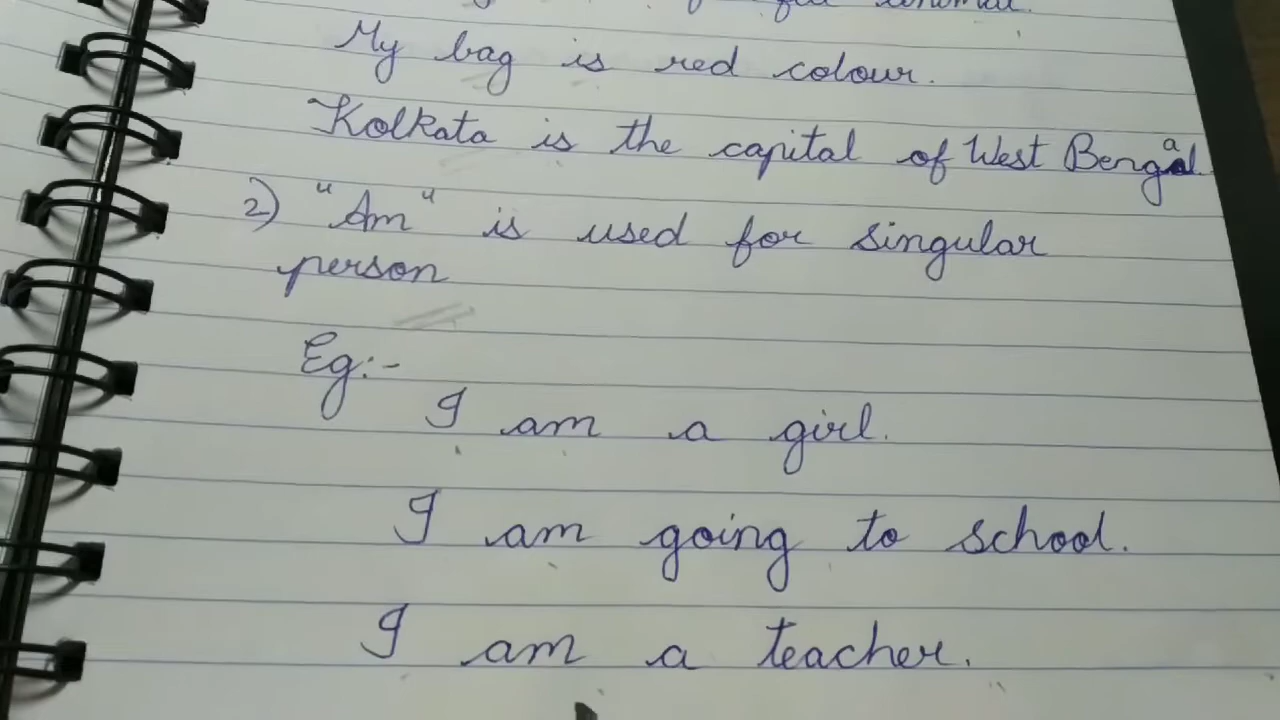 My bag is red colour.
Kolkata is the capital of West Bengal.
2) "Am" is used for singular
person
Eg:-
I am a girl.
I am going to school.
I am a teacher.